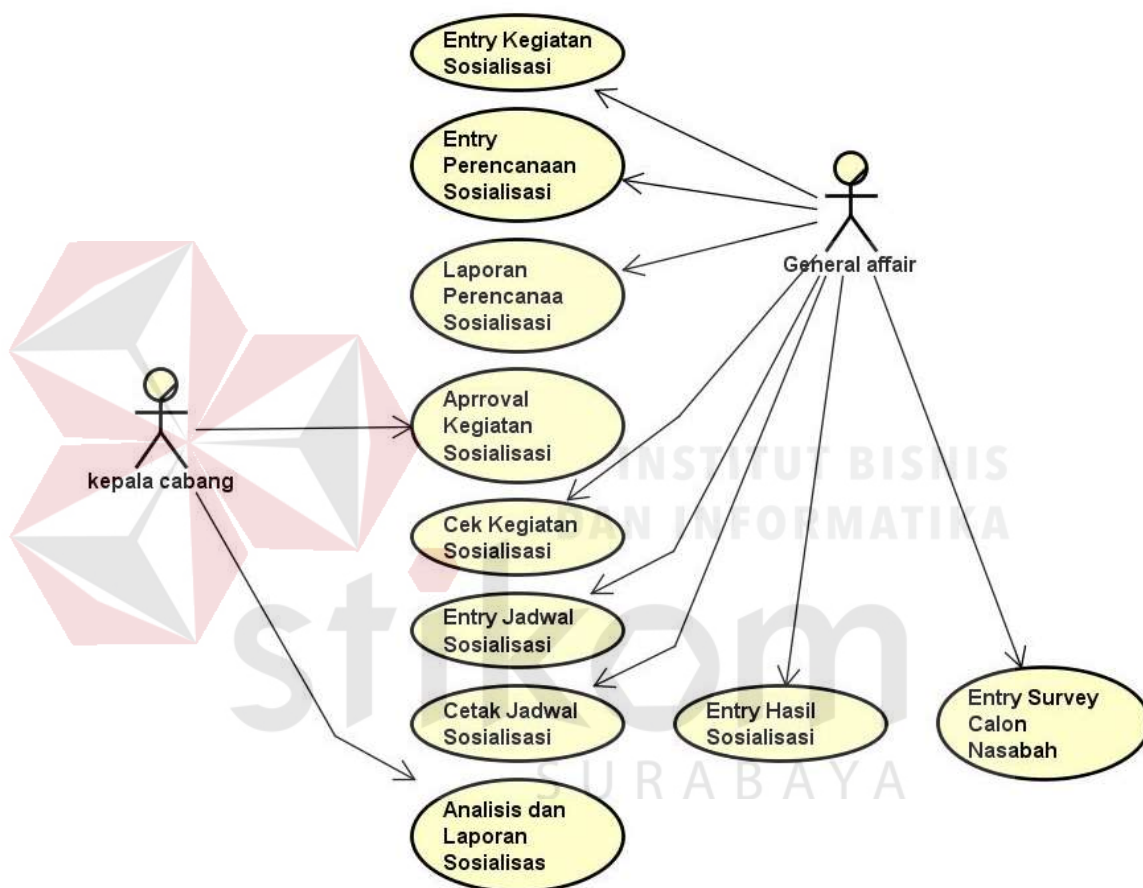 Entry Kegiatan
Sosialisasi
Entry
Perencanaan
Sosialisasi
General affair
Laporan
Perencanaa
Sosialisasi
Aprroval
Kegiatan
Sosialisasi
kepala cabang
INSTITUT BISNIS
DAN INFORMATIKA
Cek Kegiatan
Sosialisasi
stikom
Entry Jadwal
Sosialisasi
Cetak Jadwal
Sosialisasi
Entry Hasil
Sosialisasi
Entry Survey
Calon
Nasabah
SURABAYA
Analisis dan
Laporan
Sosialisas